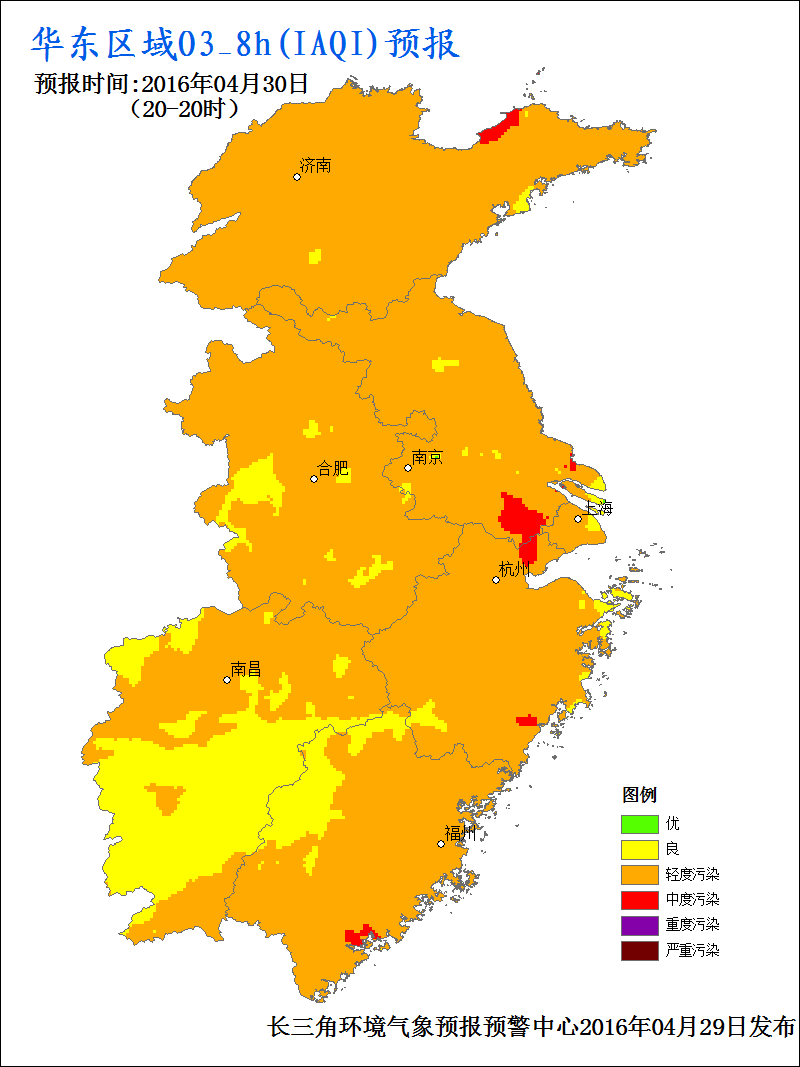 华东区域O3_8h(IAQI)预报
预报时间:2016年04月30日
（20-20时）
济南
南京
合肥
上海
杭州
南昌
福州
图例
优
良
轻度污染
中度污染
重度污染
严重污染
长三角环境气象预报预警中心2016年04月29日发布